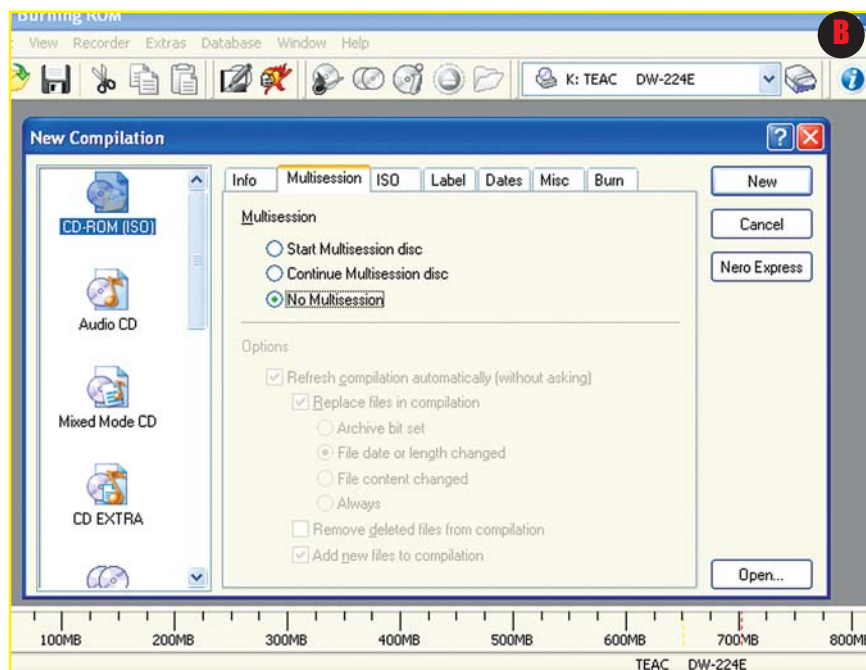 Burning ROM
B
View Recorder Extras Database Window Help
K: TEAC DW-224E
New Compilation
CD-ROM (ISO)
Audio CD
Mixed Mode CD
CD EXTRA
Info Multisession ISO Label Dates Misc Burn
Multisession
Start Multisession disc
Continue Multisession disc
No Multisession
Options
Refresh compilation automatically (without asking)
Replace files in compilation
Archive bit set
File date or length changed
File content changed
Always
Remove deleted files from compilation
Add new files to compilation
New
Cancel
Nero Express
Open...
100MB 200MB 300MB 400MB 500MB 600MB 700MB 800MB
TEAC DW-224E